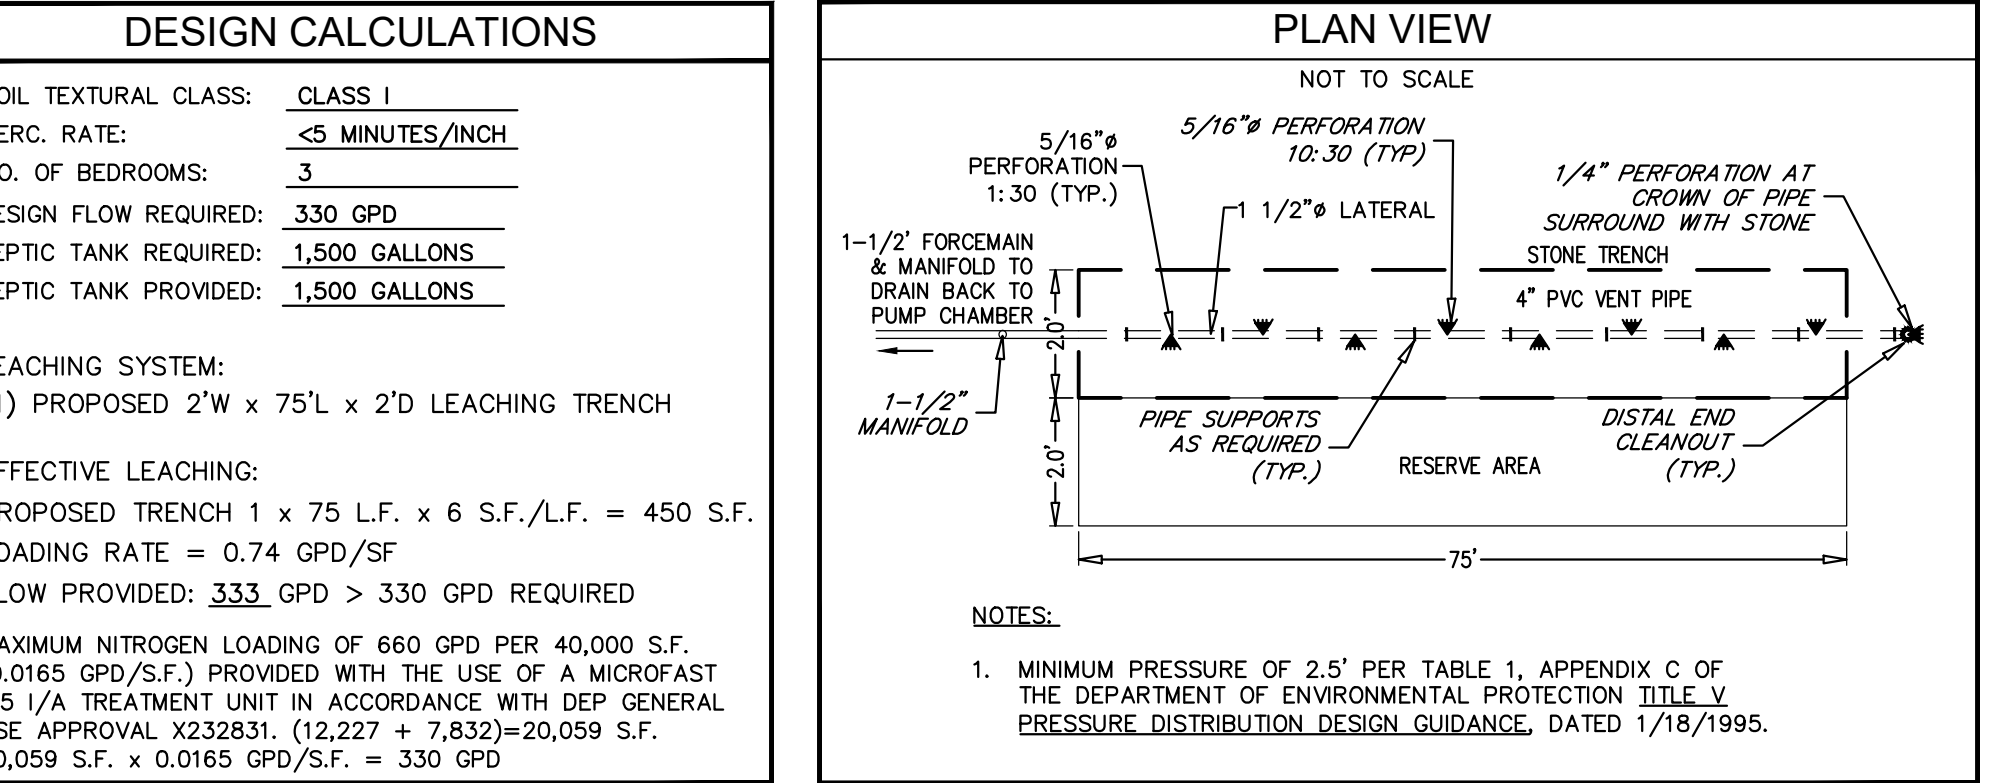 DESIGN CALCULATIONS
OIL TEXTURAL CLASS: CLASS I
ERC. RATE: <5 MINUTES/INCH
O. OF BEDROOMS: 3
ESIGN FLOW REQUIRED: 330 GPD
EPTIC TANK REQUIRED: 1,500 GALLONS
EPTIC TANK PROVIDED: 1,500 GALLONS
EACHING SYSTEM:
1) PROPOSED 2'W x 75'L x 2'D LEACHING TRENCH
FFECTIVE LEACHING:
ROPOSED TRENCH 1 x 75 L.F. x 6 S.F./L.F. = 450 S.F.
OADING RATE = 0.74 GPD/SF
LOW PROVIDED: 333 GPD > 330 GPD REQUIRED
AXIMUM NITROGEN LOADING OF 660 GPD PER 40,000 S.F.
0.0165 GPD/S.F.) PROVIDED WITH THE USE OF A MICROFAST
5 I/A TREATMENT UNIT IN ACCORDANCE WITH DEP GENERAL
SE APPROVAL X232831. (12,227 + 7,832)=20,059 S.F.
0,059 S.F. x 0.0165 GPD/S.F. = 330 GPD
PLAN VIEW
NOT TO SCALE
5/16"ø
PERFORATION
1:30 (TYP.)
5/16"ø PERFORATION
10:30 (TYP)
1/4" PERFORATION AT
CROWN OF PIPE
SURROUND WITH STONE
1 1/2"ø LATERAL
1-1/2' FORCEMAIN
& MANIFOLD TO
DRAIN BACK TO
PUMP CHAMBER
STONE TRENCH
4" PVC VENT PIPE
2.0'
1-1/2"
MANIFOLD
PIPE SUPPORTS
AS REQUIRED
(TYP.)
DISTAL END
CLEANOUT
(TYP.)
2.0'
RESERVE AREA
75'
NOTES:
1. MINIMUM PRESSURE OF 2.5' PER TABLE 1, APPENDIX C OF
THE DEPARTMENT OF ENVIRONMENTAL PROTECTION TITLE V
PRESSURE DISTRIBUTION DESIGN GUIDANCE, DATED 1/18/1995.